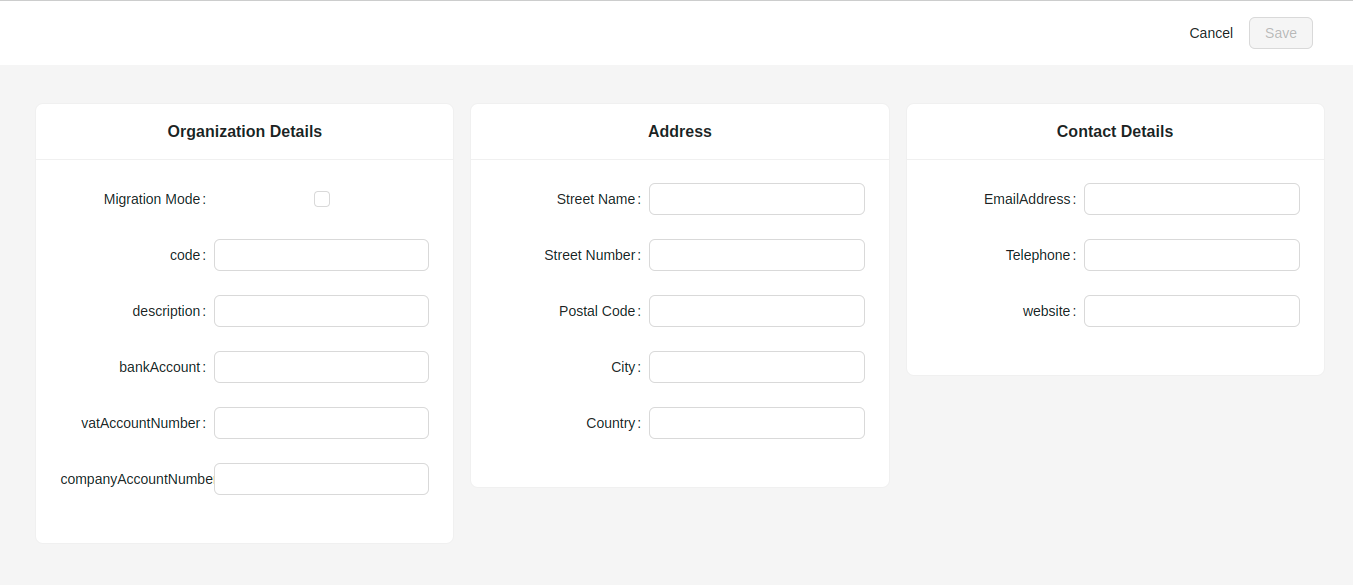 Cancel Save
Organization Details
Migration Mode:
code:
description:
bankAccount:
vatAccountNumber:
companyAccountNumbe
Address
Street Name:
Street Number:
Postal Code:
City:
Country:
Contact Details
EmailAddress:
Telephone:
website: